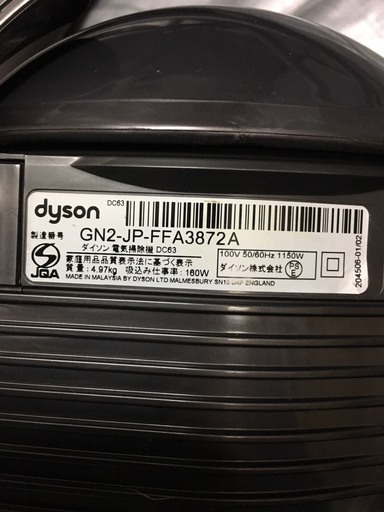 DC63
dyson
製造番号 GN2-JP-FFA3872A
ダイソン 電気掃除機 DC63
100V 50/60Hz 1150W
家庭用品品質表示法に基づく表示
質量: 4.97kg 吸込み仕事率: 160W
ダイソン株式会社
PSE
MADE IN MALAYSIA BY DYSON LTD MALMESBURY SN16 0RP ENGLAND
JQA
204506-01/02